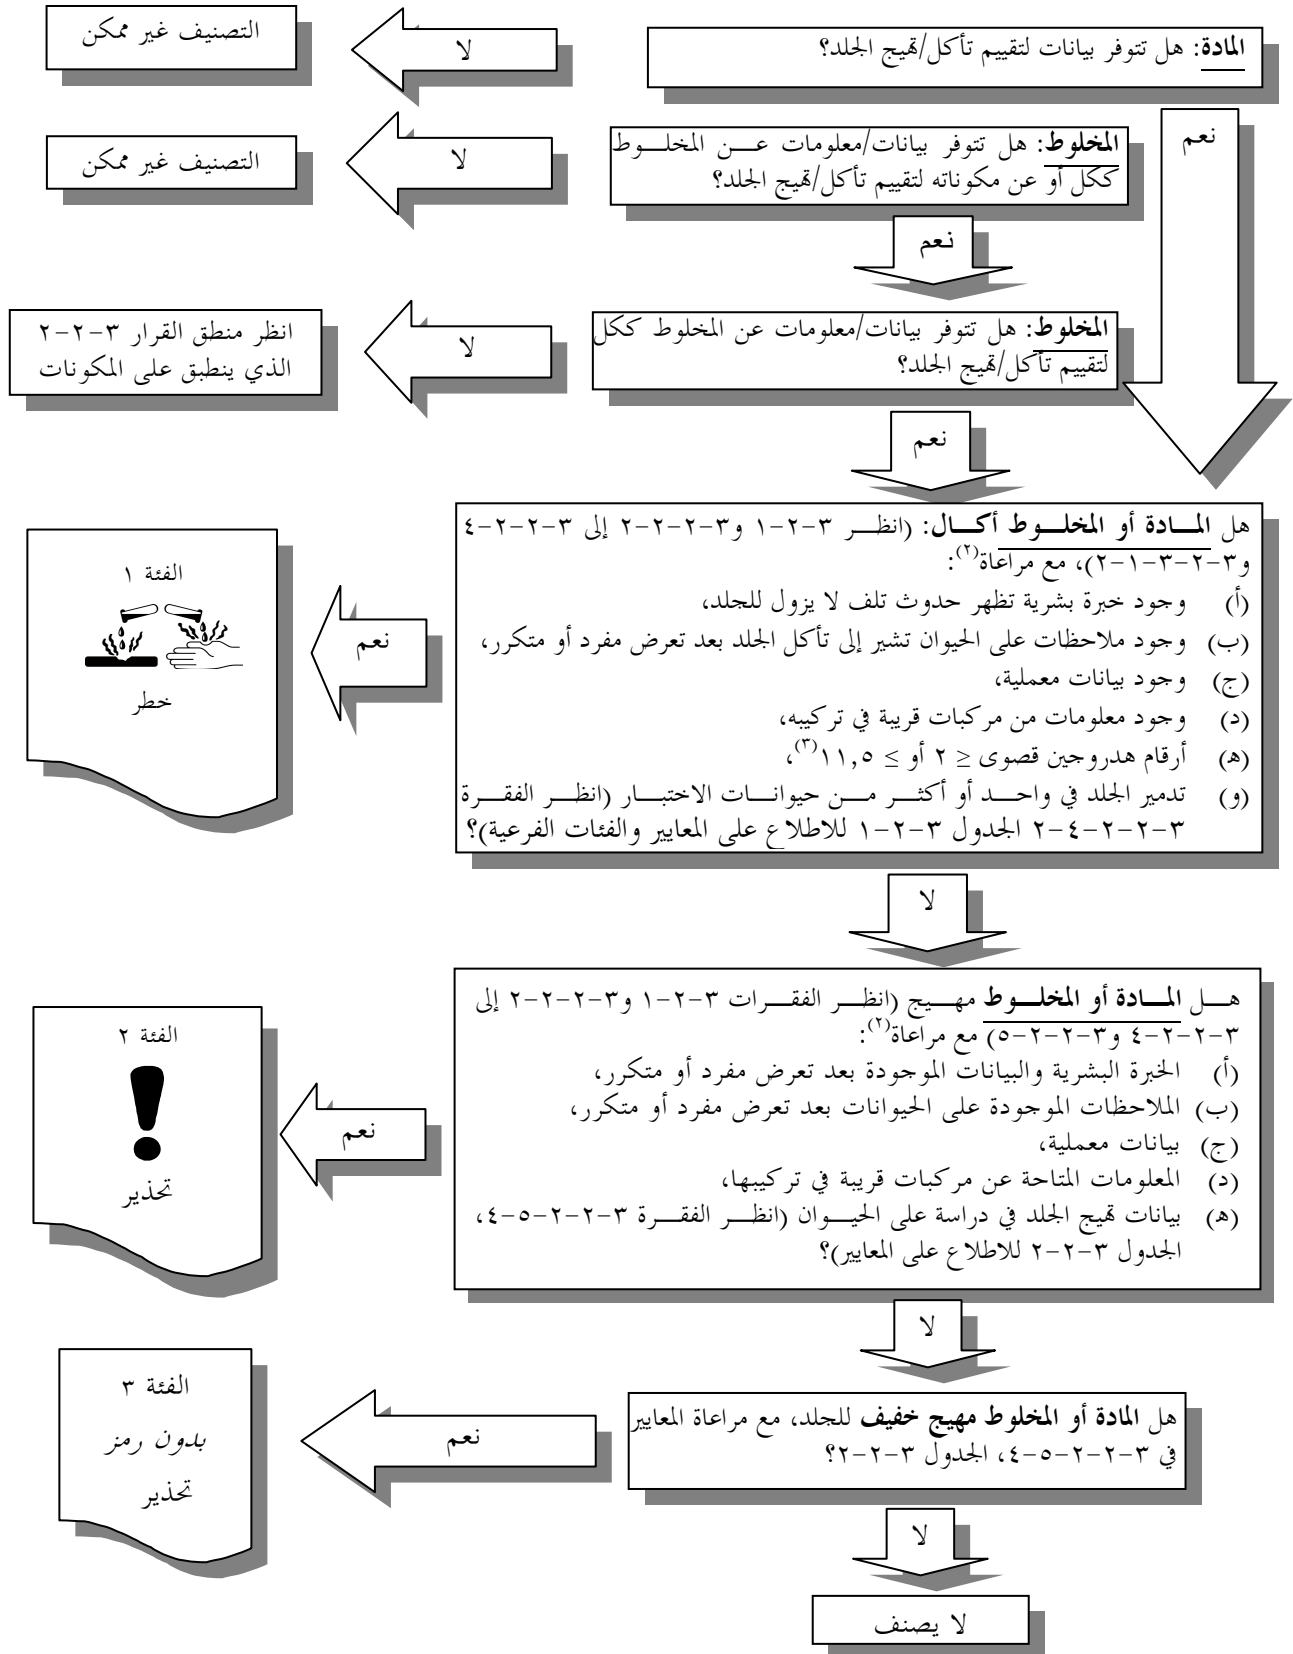 المادة: هل تتوفر بيانات لتقييم تأكل/تهيج الجلد؟
لا
التصنيف غير ممكن
نعم
المخلوط: هل تتوفر بيانات/معلومات عن المخلوط
ككل أو عن مكوناته لتقييم تأكل/تهيج الجلد؟
لا
التصنيف غير ممكن
نعم
المخلوط: هل تتوفر بيانات/معلومات عن المخلوط ككل
لتقييم تأكل/تهيج الجلد؟
لا
انظر منطق القرار ٣-٢-٢
الذي ينطبق على المكونات
نعم
هل المادة أو المخلوط أكال: (انظر ٣-٢-١ و٣-٢-٢-٢ إلى ٣-٢-٢-٤
و٣-٢-٣-١-٢)، مع مراعاة(٢):
(أ) وجود خبرة بشرية تظهر حدوث تلف لا يزول للجلد،
(ب) وجود ملاحظات على الحيوان تشير إلى تأكل الجلد بعد تعرض مفرد أو متكرر،
(ج) وجود بيانات معملية،
(د) وجود معلومات من مركبات قريبة في تركيبه،
(ه) أرقام هدروجين قصوى ≤ ٢ أو ≥ ١١,٥(٣)،
(و) تدمير الجلد في واحد أو أكثر من حيوانات الاختبار (انظر الفقرة
٣-٢-٢-٤-٢ الجدول ٣-٢-١ للاطلاع على المعايير والفئات الفرعية)؟
نعم
الفئة ١
خطر
لا
هل المادة أو المخلوط مهيج (انظر الفقرات ٣-٢-١ و٣-٢-٢-٢ إلى
٣-٢-٢-٤ و٣-٢-٢-٥) مع مراعاة(٢):
(أ) الخبرة البشرية والبيانات الموجودة بعد تعرض مفرد أو متكرر،
(ب) الملاحظات الموجودة على الحيوانات بعد تعرض مفرد أو متكرر،
(ج) بيانات معملية،
(د) المعلومات المتاحة عن مركبات قريبة في تركيبها،
(ه) بيانات تهيج الجلد في دراسة على الحيوان (انظر الفقرة ٣-٢-٢-٥-٤،
الجدول ٣-٢-٢ للاطلاع على المعايير)؟
نعم
الفئة ٢
تحذير
لا
هل المادة أو المخلوط مهيج خفيف للجلد، مع مراعاة المعايير
في ٣-٢-٢-٥-٤، الجدول ٣-٢-٢؟
نعم
الفئة ٣
بدون رمز
تحذير
لا
لا يصنف